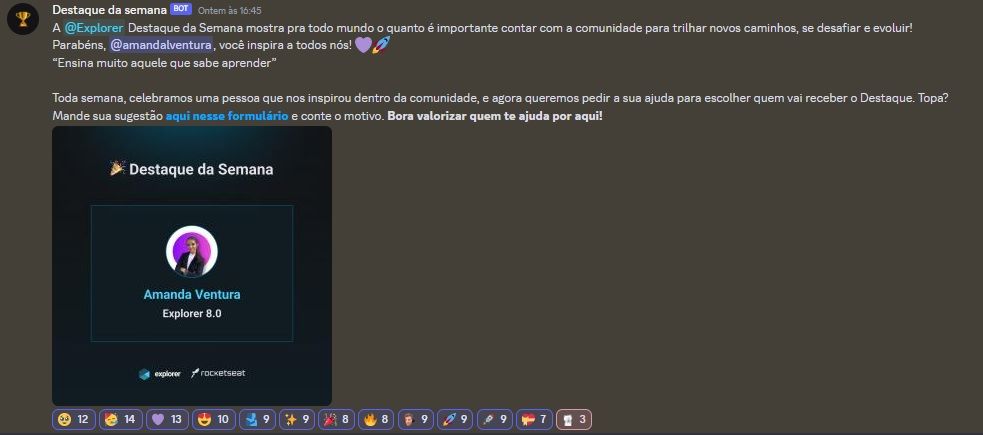 Destaque da semana BOT Ontem às 16:45
A @Explorer Destaque da Semana mostra pra todo mundo o quanto é importante contar com a comunidade para trilhar novos caminhos, se desafiar e evoluir!
Parabéns, @amandalventura, você inspira a todos nós! 💜🚀
“Ensina muito aquele que sabe aprender”
Toda semana, celebramos uma pessoa que nos inspirou dentro da comunidade, e agora queremos pedir a sua ajuda para escolher quem vai receber o Destaque. Topa?
Mande sua sugestão aqui nesse formulário e conte o motivo. Bora valorizar quem te ajuda por aqui!
🎉 Destaque da Semana
Amanda Ventura
Explorer 8.0
explorer rocketseat
12 14 13 10 9 9 8 8 9 9 9 7 3